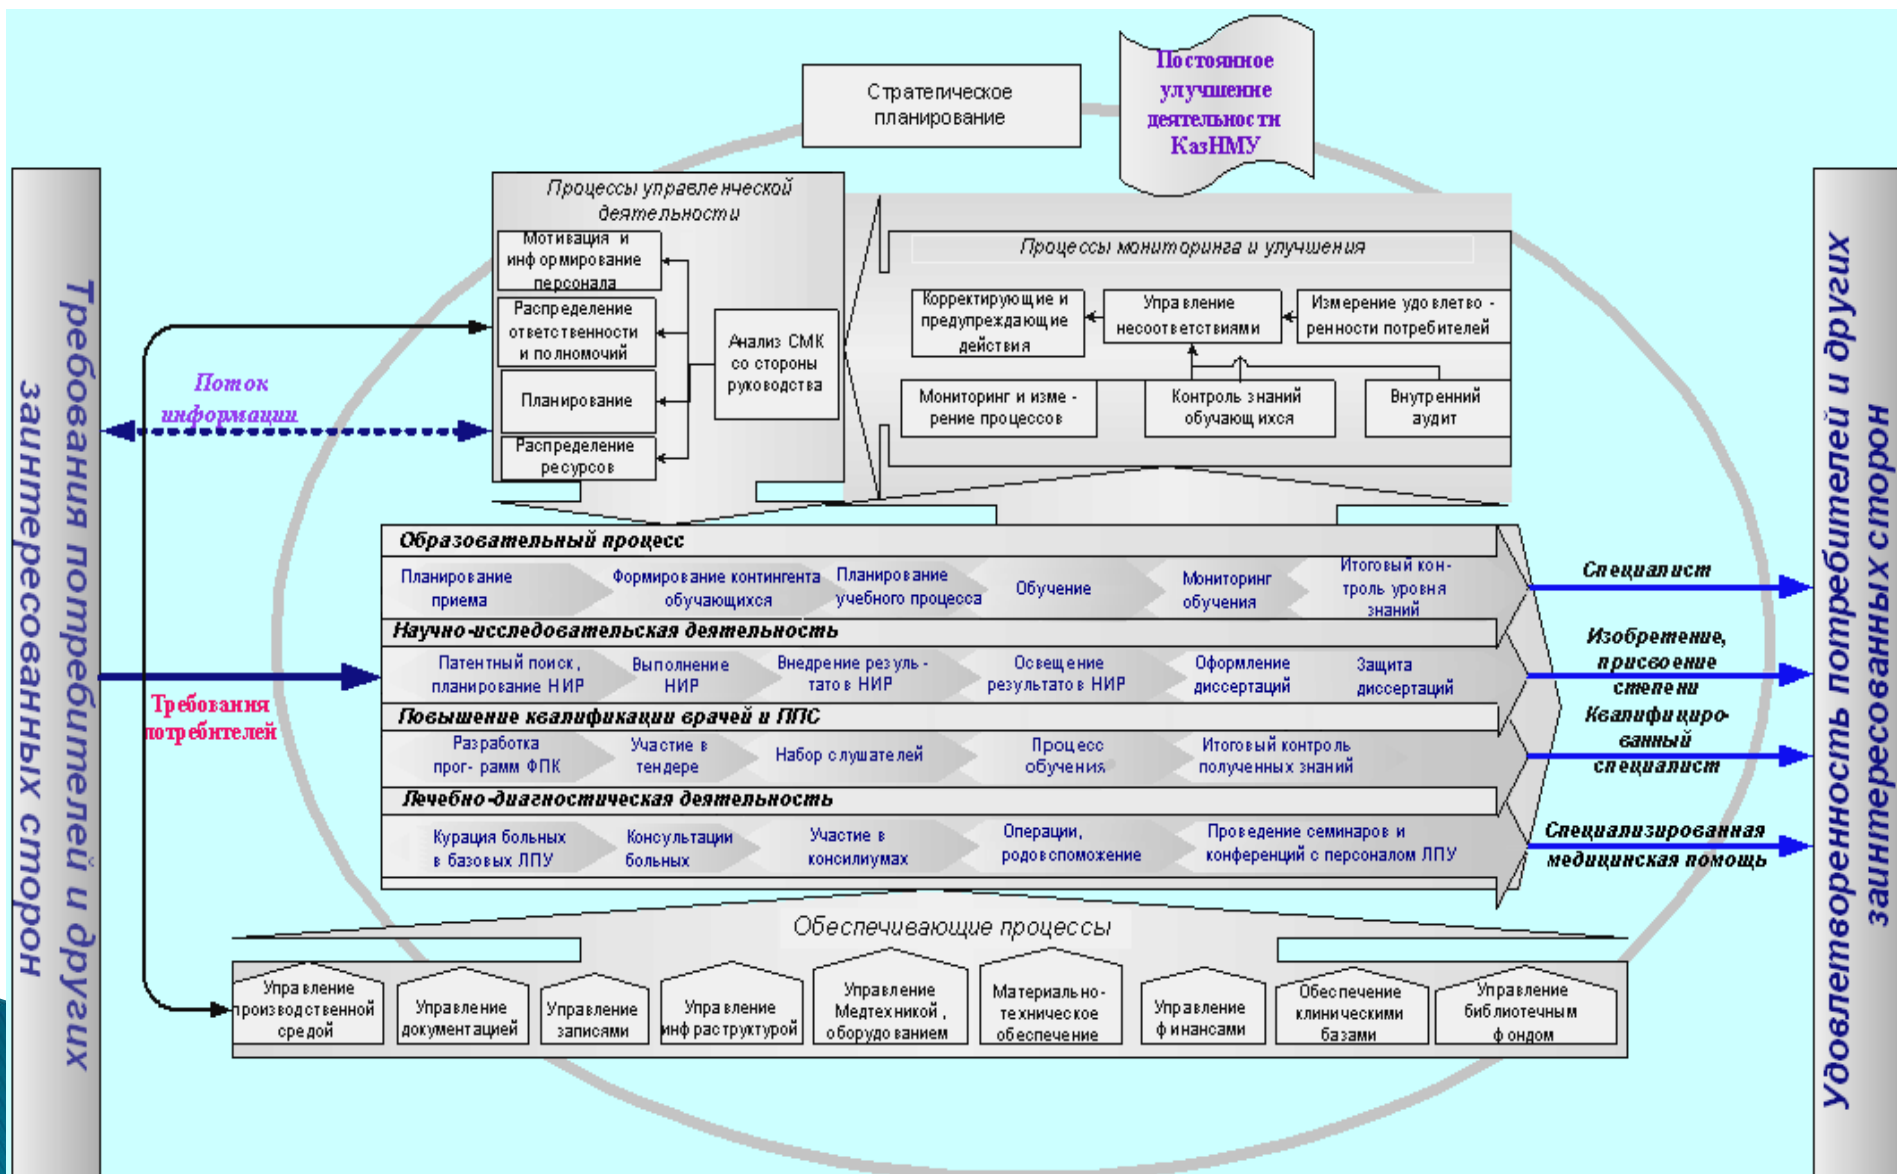 Постоянное
улучшение
деятельности
КазНМУ
Стратегическое
планирование
Требования потребителей и других
заинтересованных сторон
Процессы управленческой
деятельности
Мотивация и
информирование
персонала
Распределение
ответственности
и полномочий
Планирование
Распределение
ресурсов
Анализ СМК
со стороны
руководства
Процессы мониторинга и улучшения
Корректирующие и
предупреждающие
действия
Управление
несоответствиями
Измерение удовлетво -
ренности потребителей
Мониторинг и изме -
рение процессов
Контроль знаний
обучающихся
Внутренний
аудит
Поток
информации
Требования
потребителей
Образовательный процесс
Планирование
приема
Формирование контингента
обучающихся
Планирование
учебного процесса
Обучение
Мониторинг
обучения
Итоговый кон-
троль уровня
знаний
Специалист
Научно-исследовательская деятельность
Патентный поиск,
планирование НИР
Выполнение
НИР
Внедрение резуль -
татов НИР
Освещение
результатов НИР
Оформление
диссертаций
Защита
диссертаций
Изобретение,
присвоение
степени
Повышение квалификации врачей и ППС
Разработка
прог- рамм ФПК
Участие в
тендере
Набор слушателей
Процесс
обучения
Итоговый контроль
полученных знаний
Квалифициро-
ванный
специалист
Лечебно-диагностическая деятельность
Курация больных
в базовых ЛПУ
Консультации
больных
Участие в
консилиумах
Операции,
родовспоможение
Проведение семинаров и
конференций с персоналом ЛПУ
Специализированная
медицинская помощь
Обеспечивающие процессы
Управление
производственной
средой
Управление
документацией
Управление
записями
Управление
инфраструктурой
Управление
Медтехникой,
оборудованием
Материально-
техническое
обеспечение
Управление
финансами
Обеспечение
клиническими
базами
Управление
библиотечным
фондом
Удовлетворенность потребителей и других
заинтересованных сторон